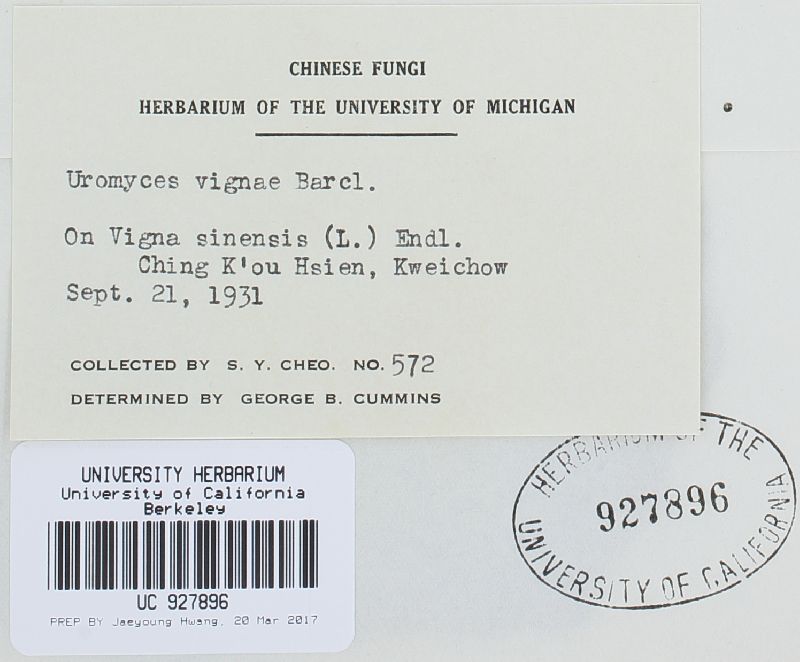 CHINESE FUNGI
HERBARIUM OF THE UNIVERSITY OF MICHIGAN
Uromyces vignae Barcl.
On Vigna sinensis (L.) Endl.
Ching K'ou Hsien, Kweichow
Sept. 21, 1931
COLLECTED BY S. Y. CHEO. NO. 572
DETERMINED BY GEORGE B. CUMMINS
UNIVERSITY HERBARIUM
University of California
Berkeley
UC 927896
PREP BY Jaeyoung Hwang, 20 Mar 2017
HERBARIUM OF THE
927896
UNIVERSITY OF CALIFORNIA